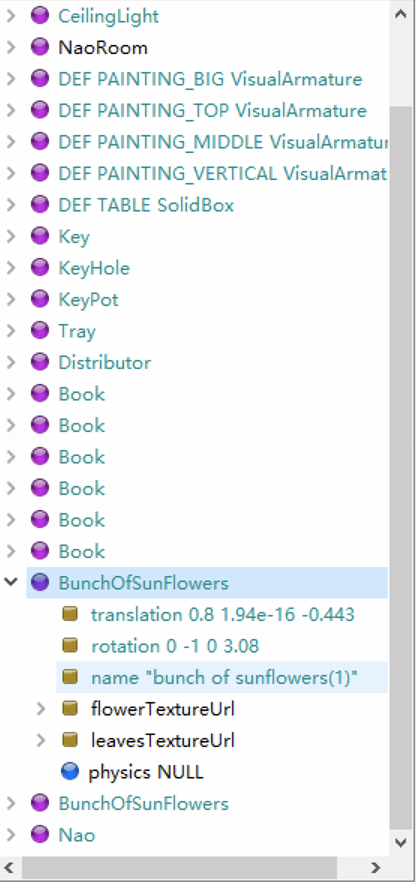 CeilingLight
NaoRoom
DEF PAINTING_BIG VisualArmature
DEF PAINTING_TOP VisualArmature
DEF PAINTING_MIDDLE VisualArmatur
DEF PAINTING_VERTICAL VisualArmat
DEF TABLE SolidBox
Key
KeyHole
KeyPot
Tray
Distributor
Book
Book
Book
Book
Book
Book
BunchOfSunFlowers
translation 0.8 1.94e-16 -0.443
rotation 0 -1 0 3.08
name "bunch of sunflowers(1)"
flowerTextureUrl
leavesTextureUrl
physics NULL
BunchOfSunFlowers
Nao